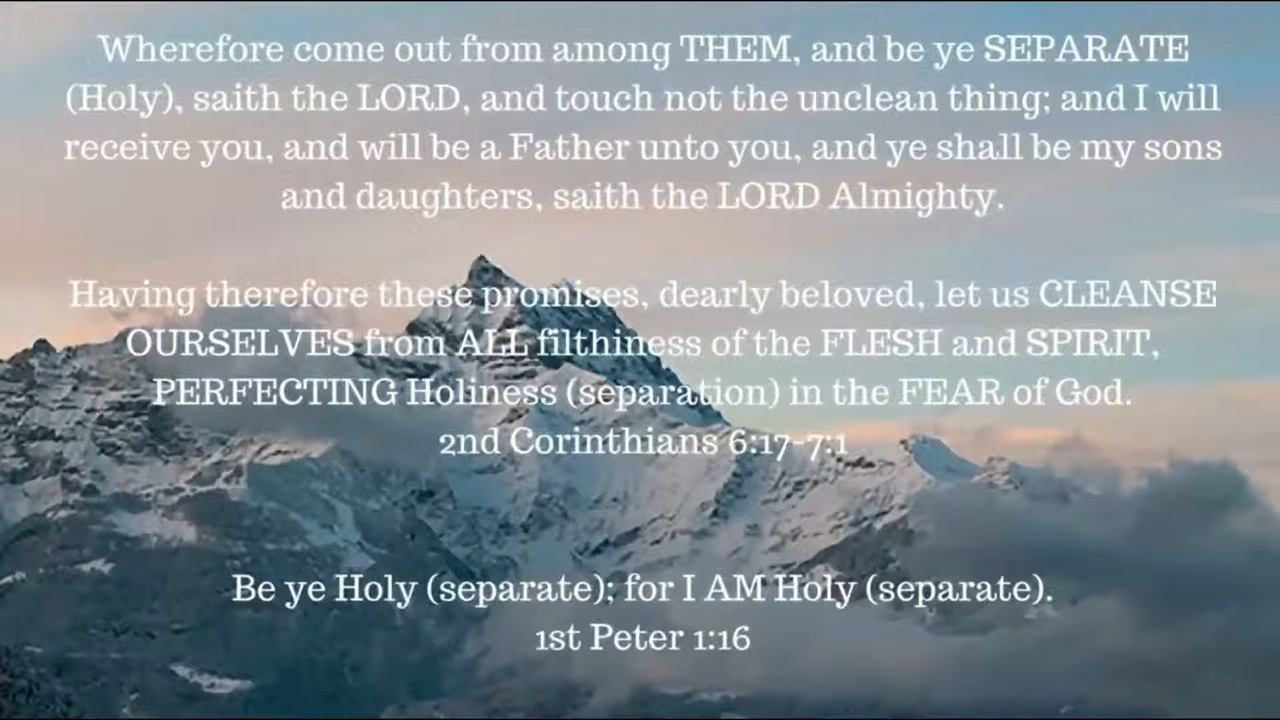 Wherefore come out from among THEM, and be ye SEPARATE
(Holy), saith the LORD, and touch not the unclean thing; and I will
receive you, and will be a Father unto you, and ye shall be my sons
and daughters, saith the LORD Almighty.
Having therefore these promises, dearly beloved, let us CLEANSE
OURSELVES from ALL filthiness of the FLESH and SPIRIT,
PERFECTING Holiness (separation) in the FEAR of God.
2nd Corinthians 6:17-7:1
Be ye Holy (separate); for I AM Holy (separate).
1st Peter 1:16